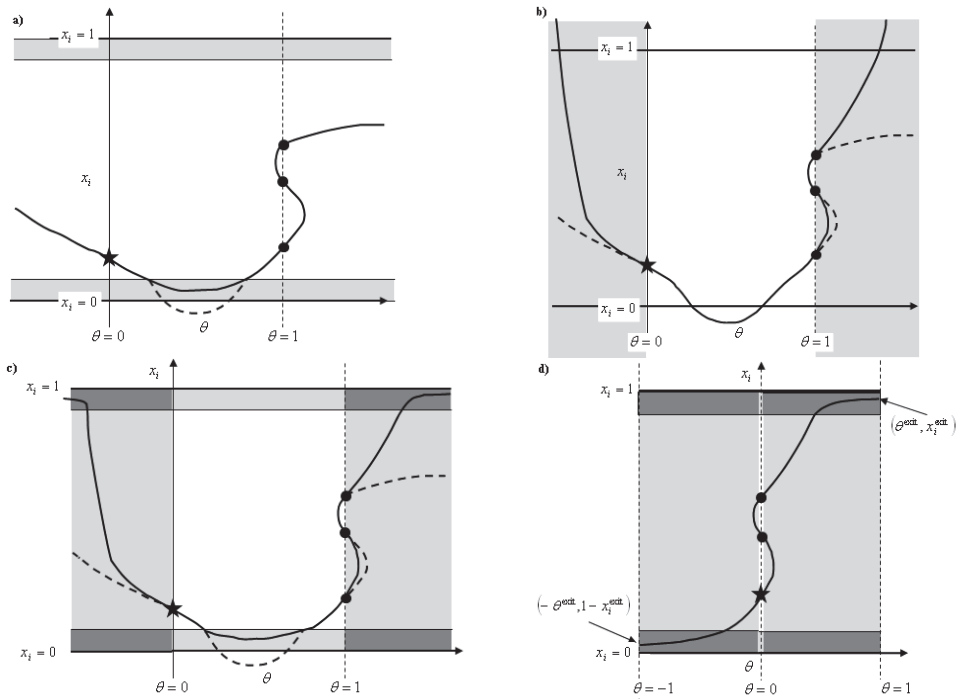 a)
x_i = 1
x_i
x_i = 0
θ
θ = 0
θ = 1
b)
x_i = 1
x_i
x_i = 0
θ
θ = 0
θ = 1
c)
x_i
x_i = 1
x_i = 0
θ
θ = 0
θ = 1
d)
x_i
x_i = 1
(θ^exit, x_i^exit)
(− θ^exit, 1− x_i^exit)
x_i = 0
θ
θ = −1
θ = 0
θ = 1